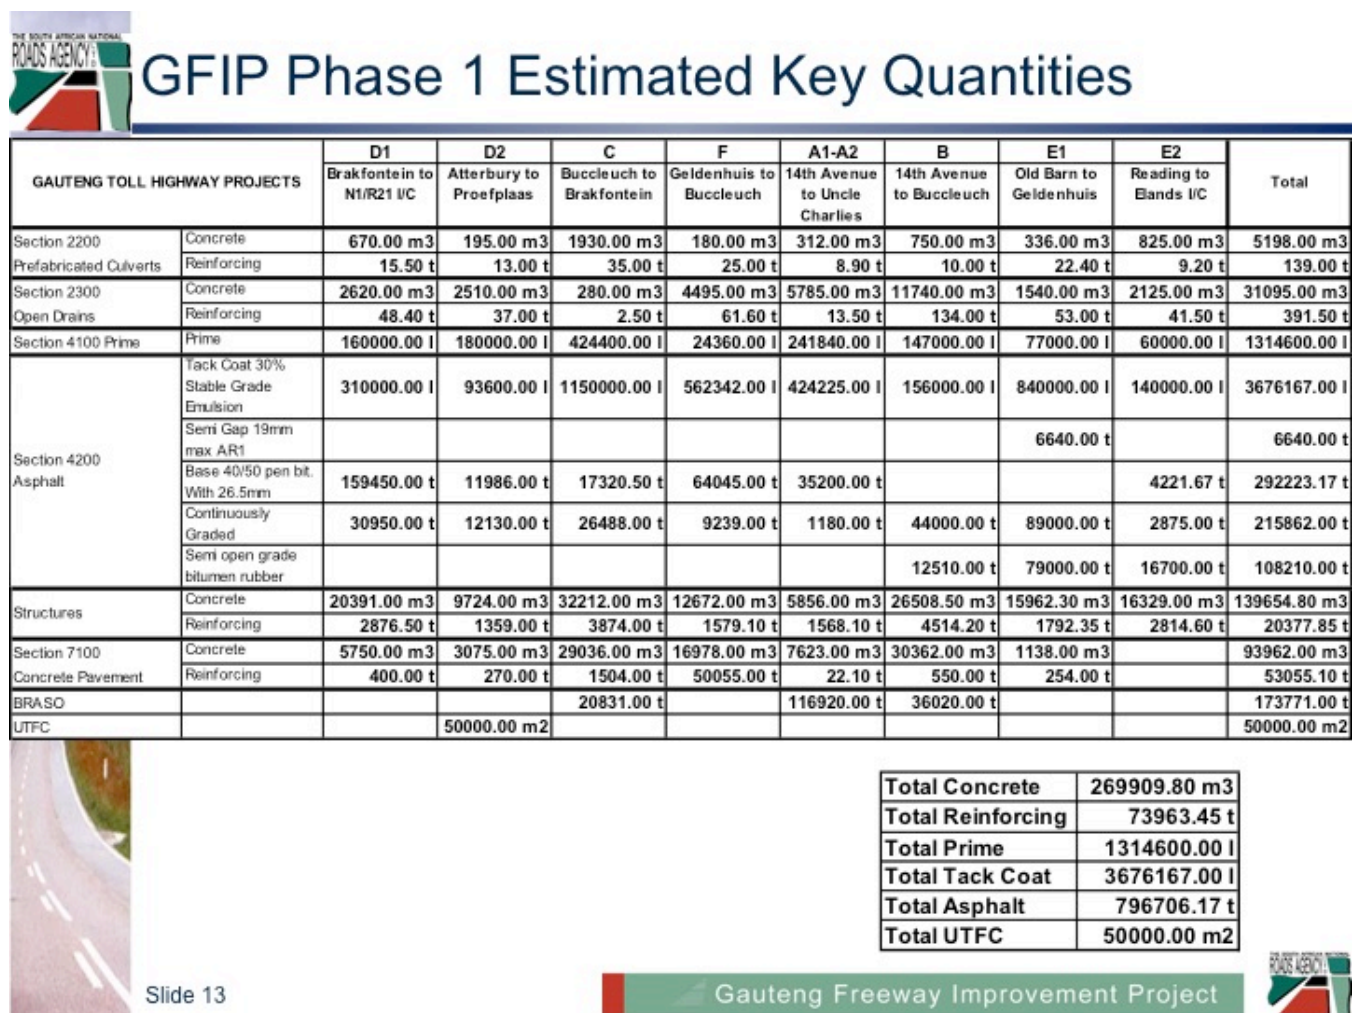 THE SOUTH AFRICAN NATIONAL
ROADS AGENCY
GFIP Phase 1 Estimated Key Quantities
GAUTENG TOLL HIGHWAY PROJECTS D1 D2 C F A1-A2 B E1 E2 Total
Brakfontein to N1/R21 I/C Atterbury to Proefplaas Buccleuch to Brakfontein Geldenhuis to Buccleuch 14th Avenue to Uncle Charlies 14th Avenue to Buccleuch Old Barn to Geldenhuis Reading to Elands I/C
Section 2200 Prefabricated Culverts Concrete 670.00 m3 195.00 m3 1930.00 m3 180.00 m3 312.00 m3 750.00 m3 336.00 m3 825.00 m3 5198.00 m3
Reinforcing 15.50 t 13.00 t 35.00 t 25.00 t 8.90 t 10.00 t 22.40 t 9.20 t 139.00 t
Section 2300 Open Drains Concrete 2620.00 m3 2510.00 m3 280.00 m3 4495.00 m3 5785.00 m3 11740.00 m3 1540.00 m3 2125.00 m3 31095.00 m3
Reinforcing 48.40 t 37.00 t 2.50 t 61.60 t 13.50 t 134.00 t 53.00 t 41.50 t 391.50 t
Section 4100 Prime Prime 160000.00 l 180000.00 l 424400.00 l 24360.00 l 241840.00 l 147000.00 l 77000.00 l 60000.00 l 1314600.00 l
Section 4200 Asphalt Tack Coat 30% Stable Grade Emulsion 310000.00 l 93600.00 l 1150000.00 l 562342.00 l 424225.00 l 156000.00 l 840000.00 l 140000.00 l 3676167.00 l
Semi Gap 19mm max AR1 6640.00 t 6640.00 t
Base 40/50 pen bit. With 26.5mm 159450.00 t 11986.00 t 17320.50 t 64045.00 t 35200.00 t 4221.67 t 292223.17 t
Continuously Graded 30950.00 t 12130.00 t 26488.00 t 9239.00 t 1180.00 t 44000.00 t 89000.00 t 2875.00 t 215862.00 t
Semi open grade bitumen rubber 12510.00 t 79000.00 t 16700.00 t 108210.00 t
Structures Concrete 20391.00 m3 9724.00 m3 32212.00 m3 12672.00 m3 5856.00 m3 26508.50 m3 15962.30 m3 16329.00 m3 139654.80 m3
Reinforcing 2876.50 t 1359.00 t 3874.00 t 1579.10 t 1568.10 t 4514.20 t 1792.35 t 2814.60 t 20377.85 t
Section 7100 Concrete Pavement Concrete 5750.00 m3 3075.00 m3 29036.00 m3 16978.00 m3 7623.00 m3 30362.00 m3 1138.00 m3 93962.00 m3
Reinforcing 400.00 t 270.00 t 1504.00 t 50055.00 t 22.10 t 550.00 t 254.00 t 53055.10 t
BRASO 20831.00 t 116920.00 t 36020.00 t 173771.00 t
UTFC 50000.00 m2 50000.00 m2
Total Concrete 269909.80 m3
Total Reinforcing 73963.45 t
Total Prime 1314600.00 l
Total Tack Coat 3676167.00 l
Total Asphalt 796706.17 t
Total UTFC 50000.00 m2
Slide 13
Gauteng Freeway Improvement Project
ROADS AGENCY